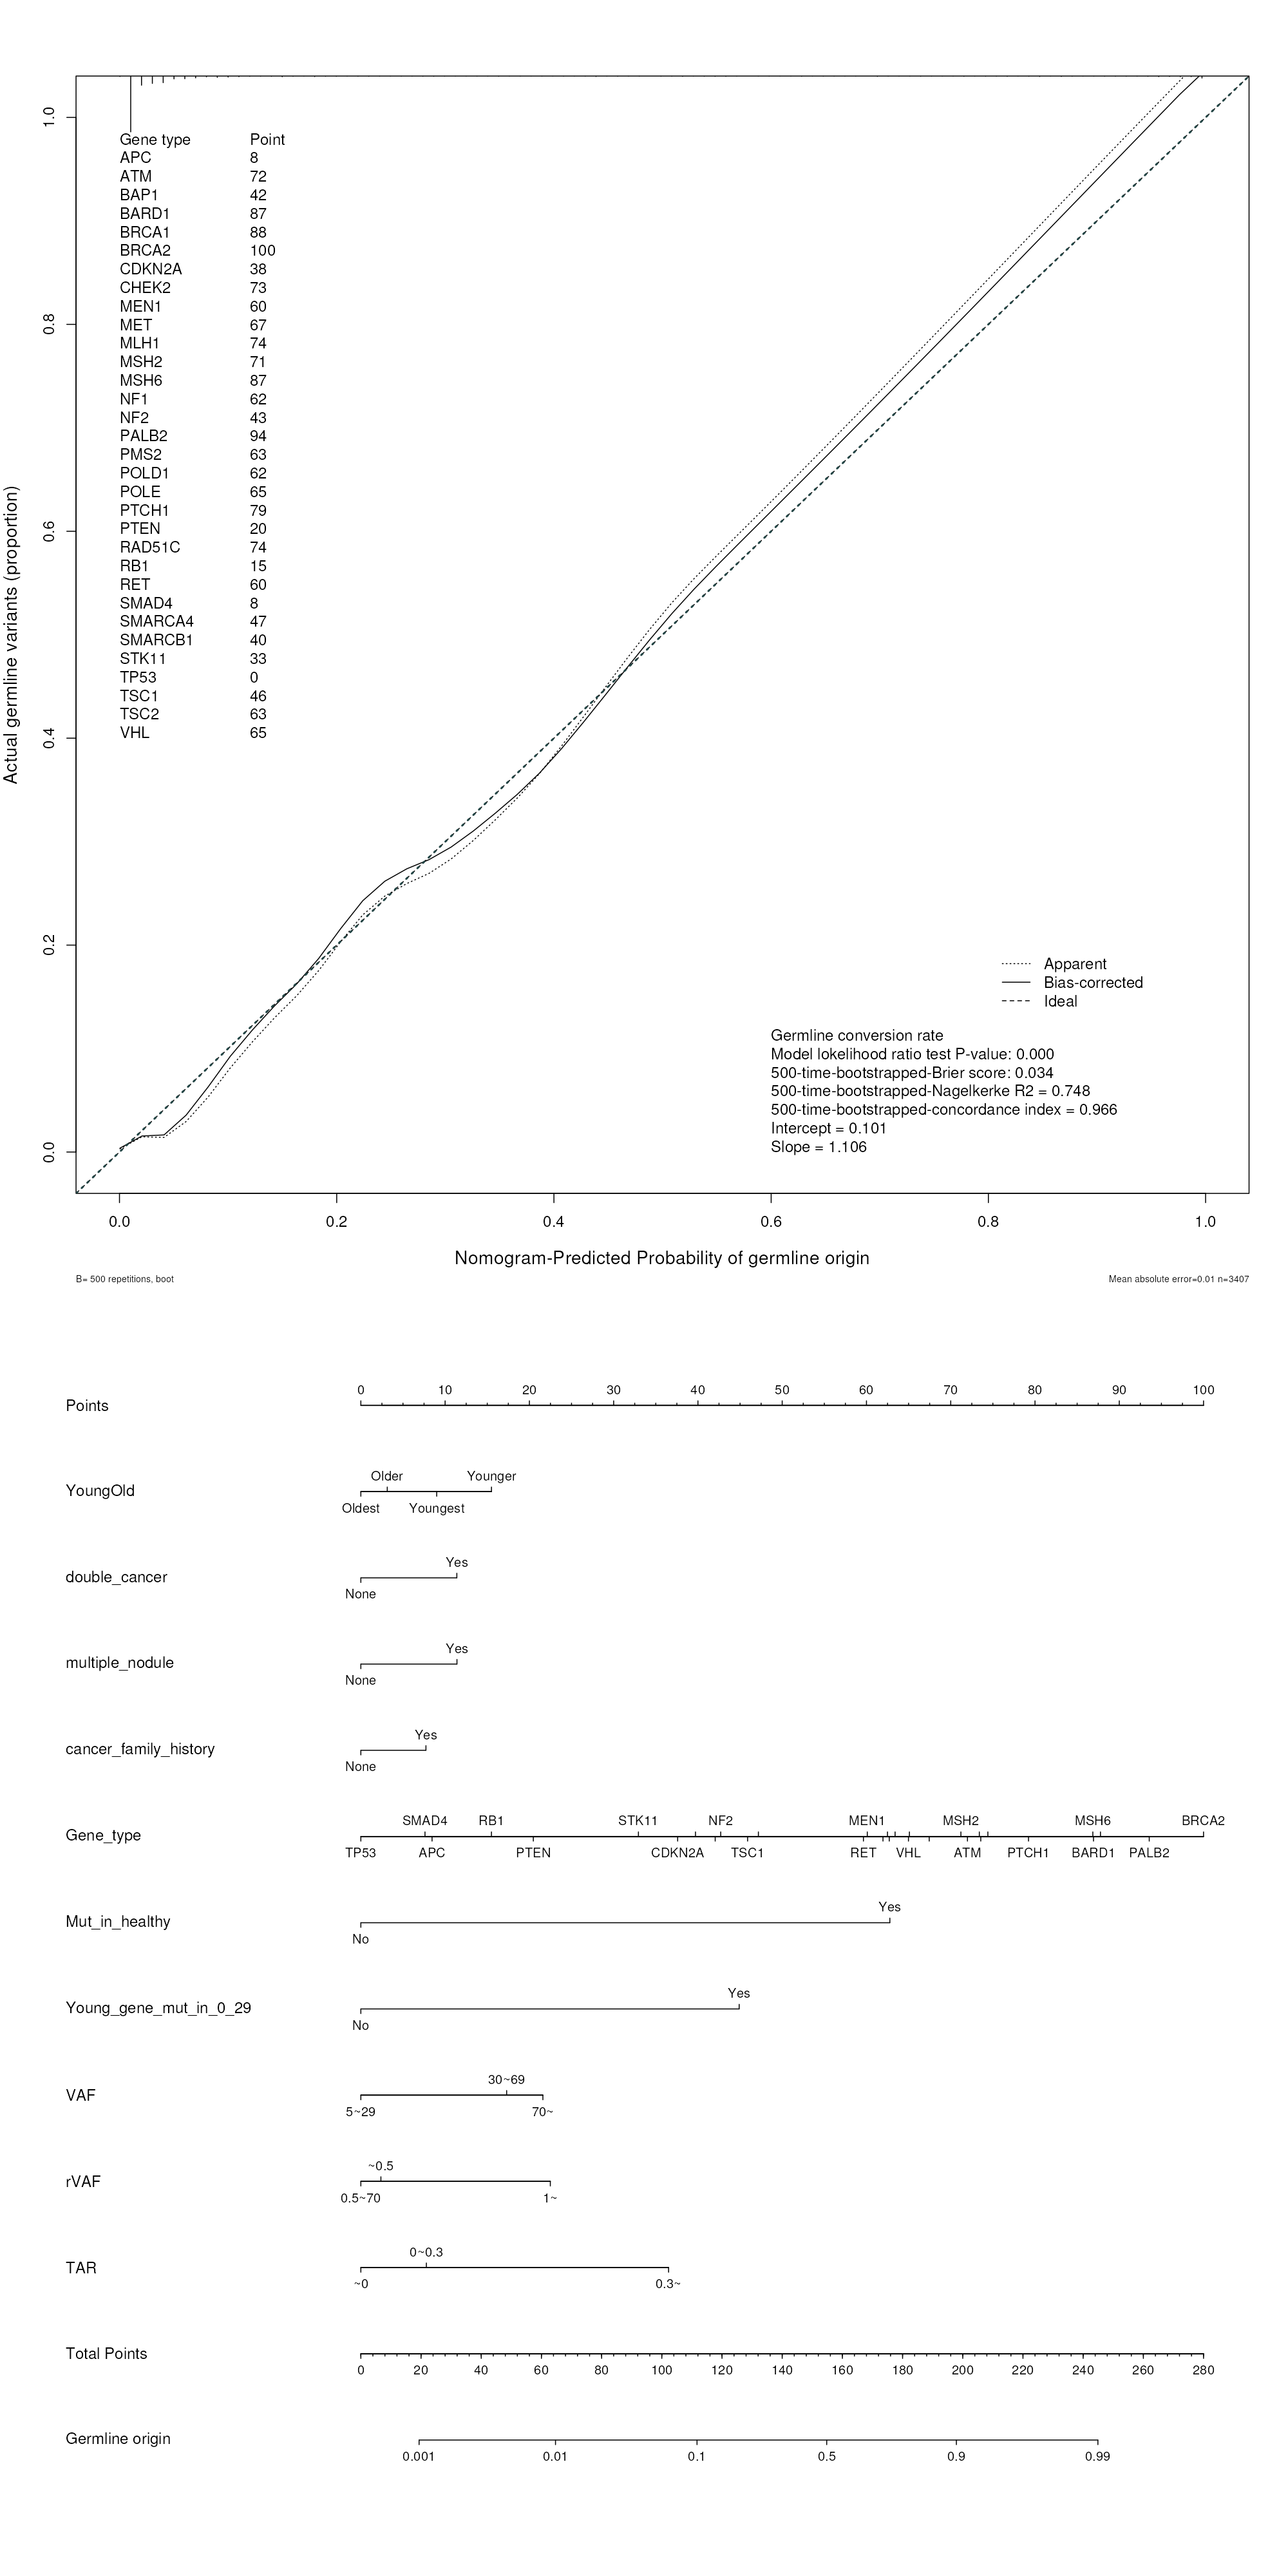 1.0
0.8
0.6
0.4
0.2
0.0
Actual germline variants (proportion)
Gene type Point
APC 8
ATM 72
BAP1 42
BARD1 87
BRCA1 88
BRCA2 100
CDKN2A 38
CHEK2 73
MEN1 60
MET 67
MLH1 74
MSH2 71
MSH6 87
NF1 62
NF2 43
PALB2 94
PMS2 63
POLD1 62
POLE 65
PTCH1 79
PTEN 20
RAD51C 74
RB1 15
RET 60
SMAD4 8
SMARCA4 47
SMARCB1 40
STK11 33
TP53 0
TSC1 46
TSC2 63
VHL 65
Apparent
Bias-corrected
Ideal
Germline conversion rate
Model lokelihood ratio test P-value: 0.000
500-time-bootstrapped-Brier score: 0.034
500-time-bootstrapped-Nagelkerke R2 = 0.748
500-time-bootstrapped-concordance index = 0.966
Intercept = 0.101
Slope = 1.106
0.0 0.2 0.4 0.6 0.8 1.0
Nomogram-Predicted Probability of germline origin
B= 500 repetitions, boot Mean absolute error=0.01 n=3407
0 10 20 30 40 50 60 70 80 90 100
Points
Older Younger
YoungOld
Oldest Youngest
Yes
double_cancer
None
Yes
multiple_nodule
None
Yes
cancer_family_history
None
SMAD4 RB1 STK11 NF2 MEN1 MSH2 MSH6 BRCA2
Gene_type
TP53 APC PTEN CDKN2A TSC1 RET VHL ATM PTCH1 BARD1 PALB2
Yes
Mut_in_healthy
No
Yes
Young_gene_mut_in_0_29
No
30~69
VAF
5~29 70~
~0.5
rVAF
0.5~70 1~
0~0.3
TAR
~0 0.3~
Total Points
0 20 40 60 80 100 120 140 160 180 200 220 240 260 280
Germline origin
0.001 0.01 0.1 0.5 0.9 0.99